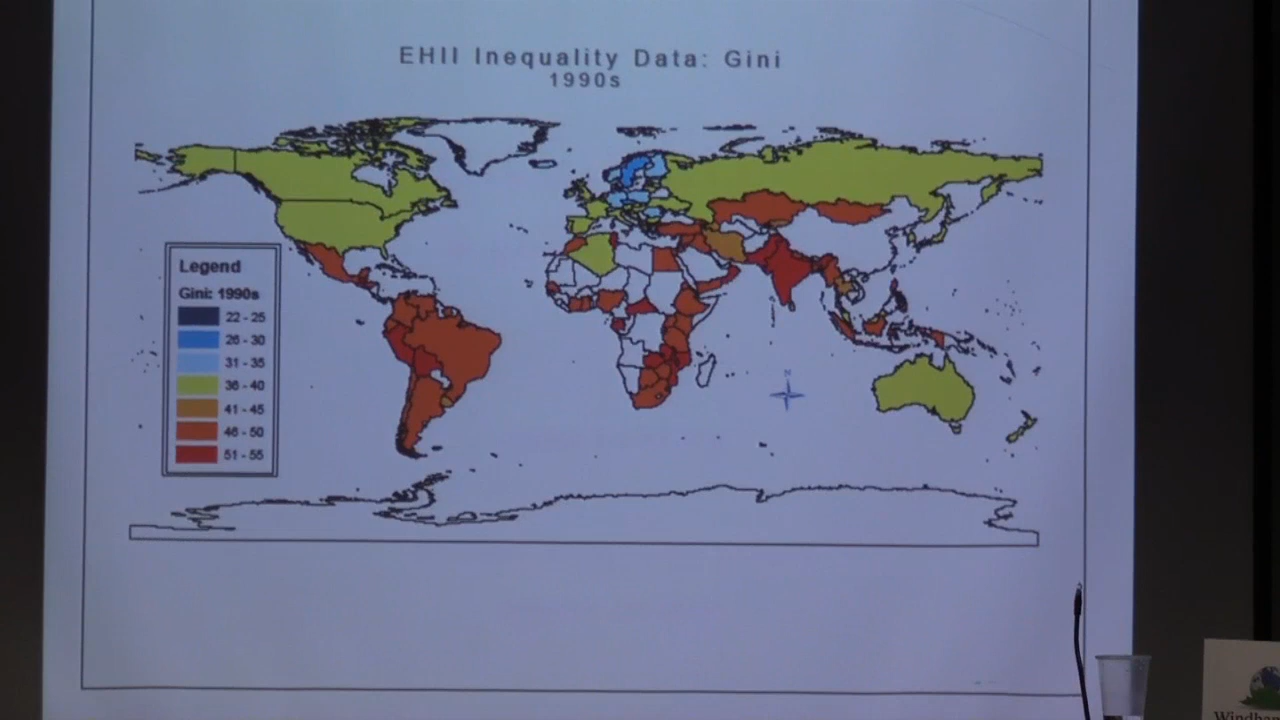 EHII Inequality Data: Gini
1990s
N
Legend
Gini: 1990s
22 - 25
26 - 30
31 - 35
36 - 40
41 - 45
46 - 50
51 - 55